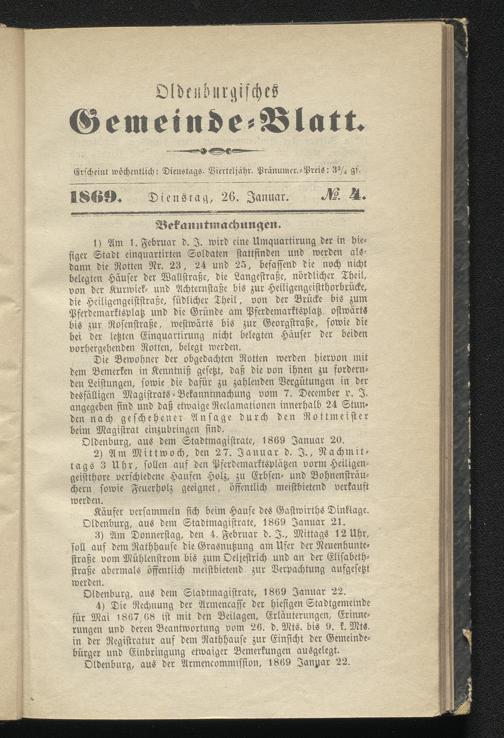 Oldenburgisches
Gemeinde-Blatt.
Erscheint wöchentlich: Dienstags. Vierteljähr. Pränumer.-Preis: 3¾ gs.
1869. Dienstag, 26. Januar. № 4.
Bekanntmachungen.
1) Am 1. Februar d. J. wird eine Umquartirung der in hie-
siger Stadt einquartirten Soldaten stattfinden und werden als-
dann die Rotten Nr. 23, 24 und 25, befassend die noch nicht
belegten Häuser der Wallstraße, die Langestraße, nördlicher Theil,
von der Kurwick- und Achternstraße bis zur Heiligengeistthorbrücke,
die Heiligengeiststraße, südlicher Theil, von der Brücke bis zum
Pferdemarktsplatz und die Gründe am Pferdemarktsplatz, ostwärts
bis zur Rosenstraße, westwärts bis zur Georgstraße, sowie die
bei der letzten Einquartirung nicht belegten Häuser der beiden
vorhergehenden Rotten, belegt werden.
Die Bewohner der obgedachten Rotten werden hiervon mit
dem Bemerken in Kenntniß gesetzt, daß die von ihnen zu fordern-
den Leistungen, sowie die dafür zu zahlenden Vergütungen in der
desfälligen Magistrats-Bekanntmachung vom 7. December v. J.
angegeben sind und daß etwaige Reclamationen innerhalb 24 Stun-
den nach geschehener Ansage durch den Rottmeister
beim Magistrat einzubringen sind.
Oldenburg, aus dem Stadtmagistrate, 1869 Januar 20.
2) Am Mittwoch, den 27. Januar d. J., Nachmit-
tags 3 Uhr, sollen auf den Pferdemarktsplätzen vorm Heiligen-
geistthore verschiedene Haufen Holz, zu Erbsen- und Bohnensträu-
chern sowie Feuerholz geeignet, öffentlich meistbietend verkauft
werden.
Käufer versammeln sich beim Hause des Gastwirths Dinklage.
Oldenburg, aus dem Stadtmagistrate, 1869 Januar 21.
3) Am Donnerstag, den 4. Februar d. J., Mittags 12 Uhr,
soll auf dem Rathhause die Grasnutzung am Ufer der Neuenhunte-
straße vom Mühlenstrom bis zum Oeljestrich und an der Elisabeth-
straße abermals öffentlich meistbietend zur Verpachtung aufgesetzt
werden.
Oldenburg, aus dem Stadtmagistrate, 1869 Januar 22.
4) Die Rechnung der Armencasse der hiesigen Stadtgemeinde
für Mai 1867/68 ist mit den Beilagen, Erläuterungen, Erinne-
rungen und deren Beantwortung vom 26. d. Mts. bis 9. k. Mts.
in der Registratur auf dem Rathhause zur Einsicht der Gemeinde-
bürger und Einbringung etwaiger Bemerkungen ausgelegt.
Oldenburg, aus der Armencommission, 1869 Januar 22.